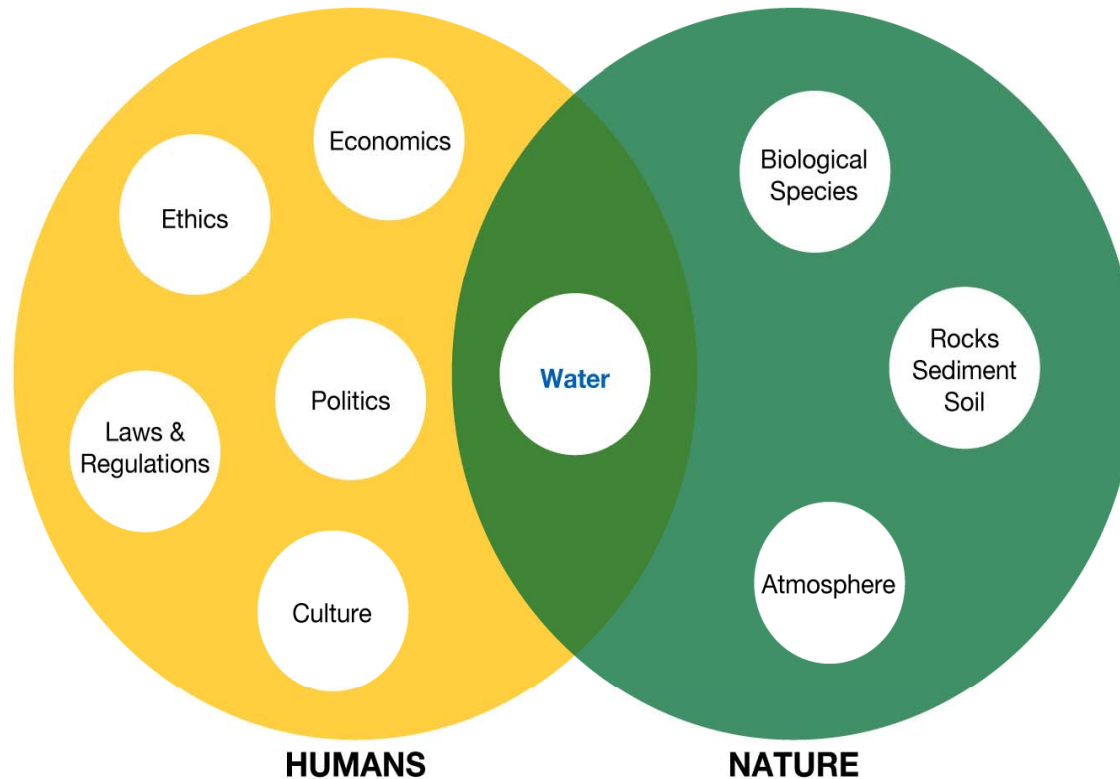 Economics
Ethics
Politics
Laws &
Regulations
Culture
Water
Biological
Species
Rocks
Sediment
Soil
Atmosphere
HUMANS
NATURE